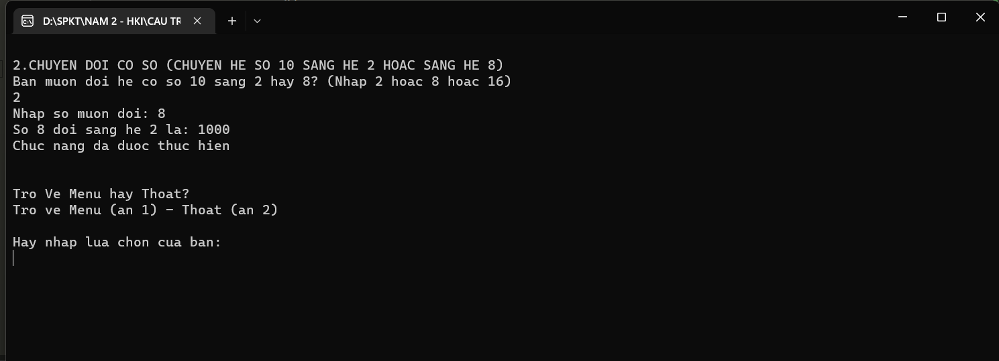 D:\SPKT\NAM 2 - HKI\CAU TR
2.CHUYEN DOI CO SO (CHUYEN HE SO 10 SANG HE 2 HOAC SANG HE 8)
Ban muon doi he co so 10 sang 2 hay 8? (Nhap 2 hoac 8 hoac 16)
2
Nhap so muon doi: 8
So 8 doi sang he 2 la: 1000
Chuc nang da duoc thuc hien
Tro Ve Menu hay Thoat?
Tro ve Menu (an 1) - Thoat (an 2)
Hay nhap lua chon cua ban: